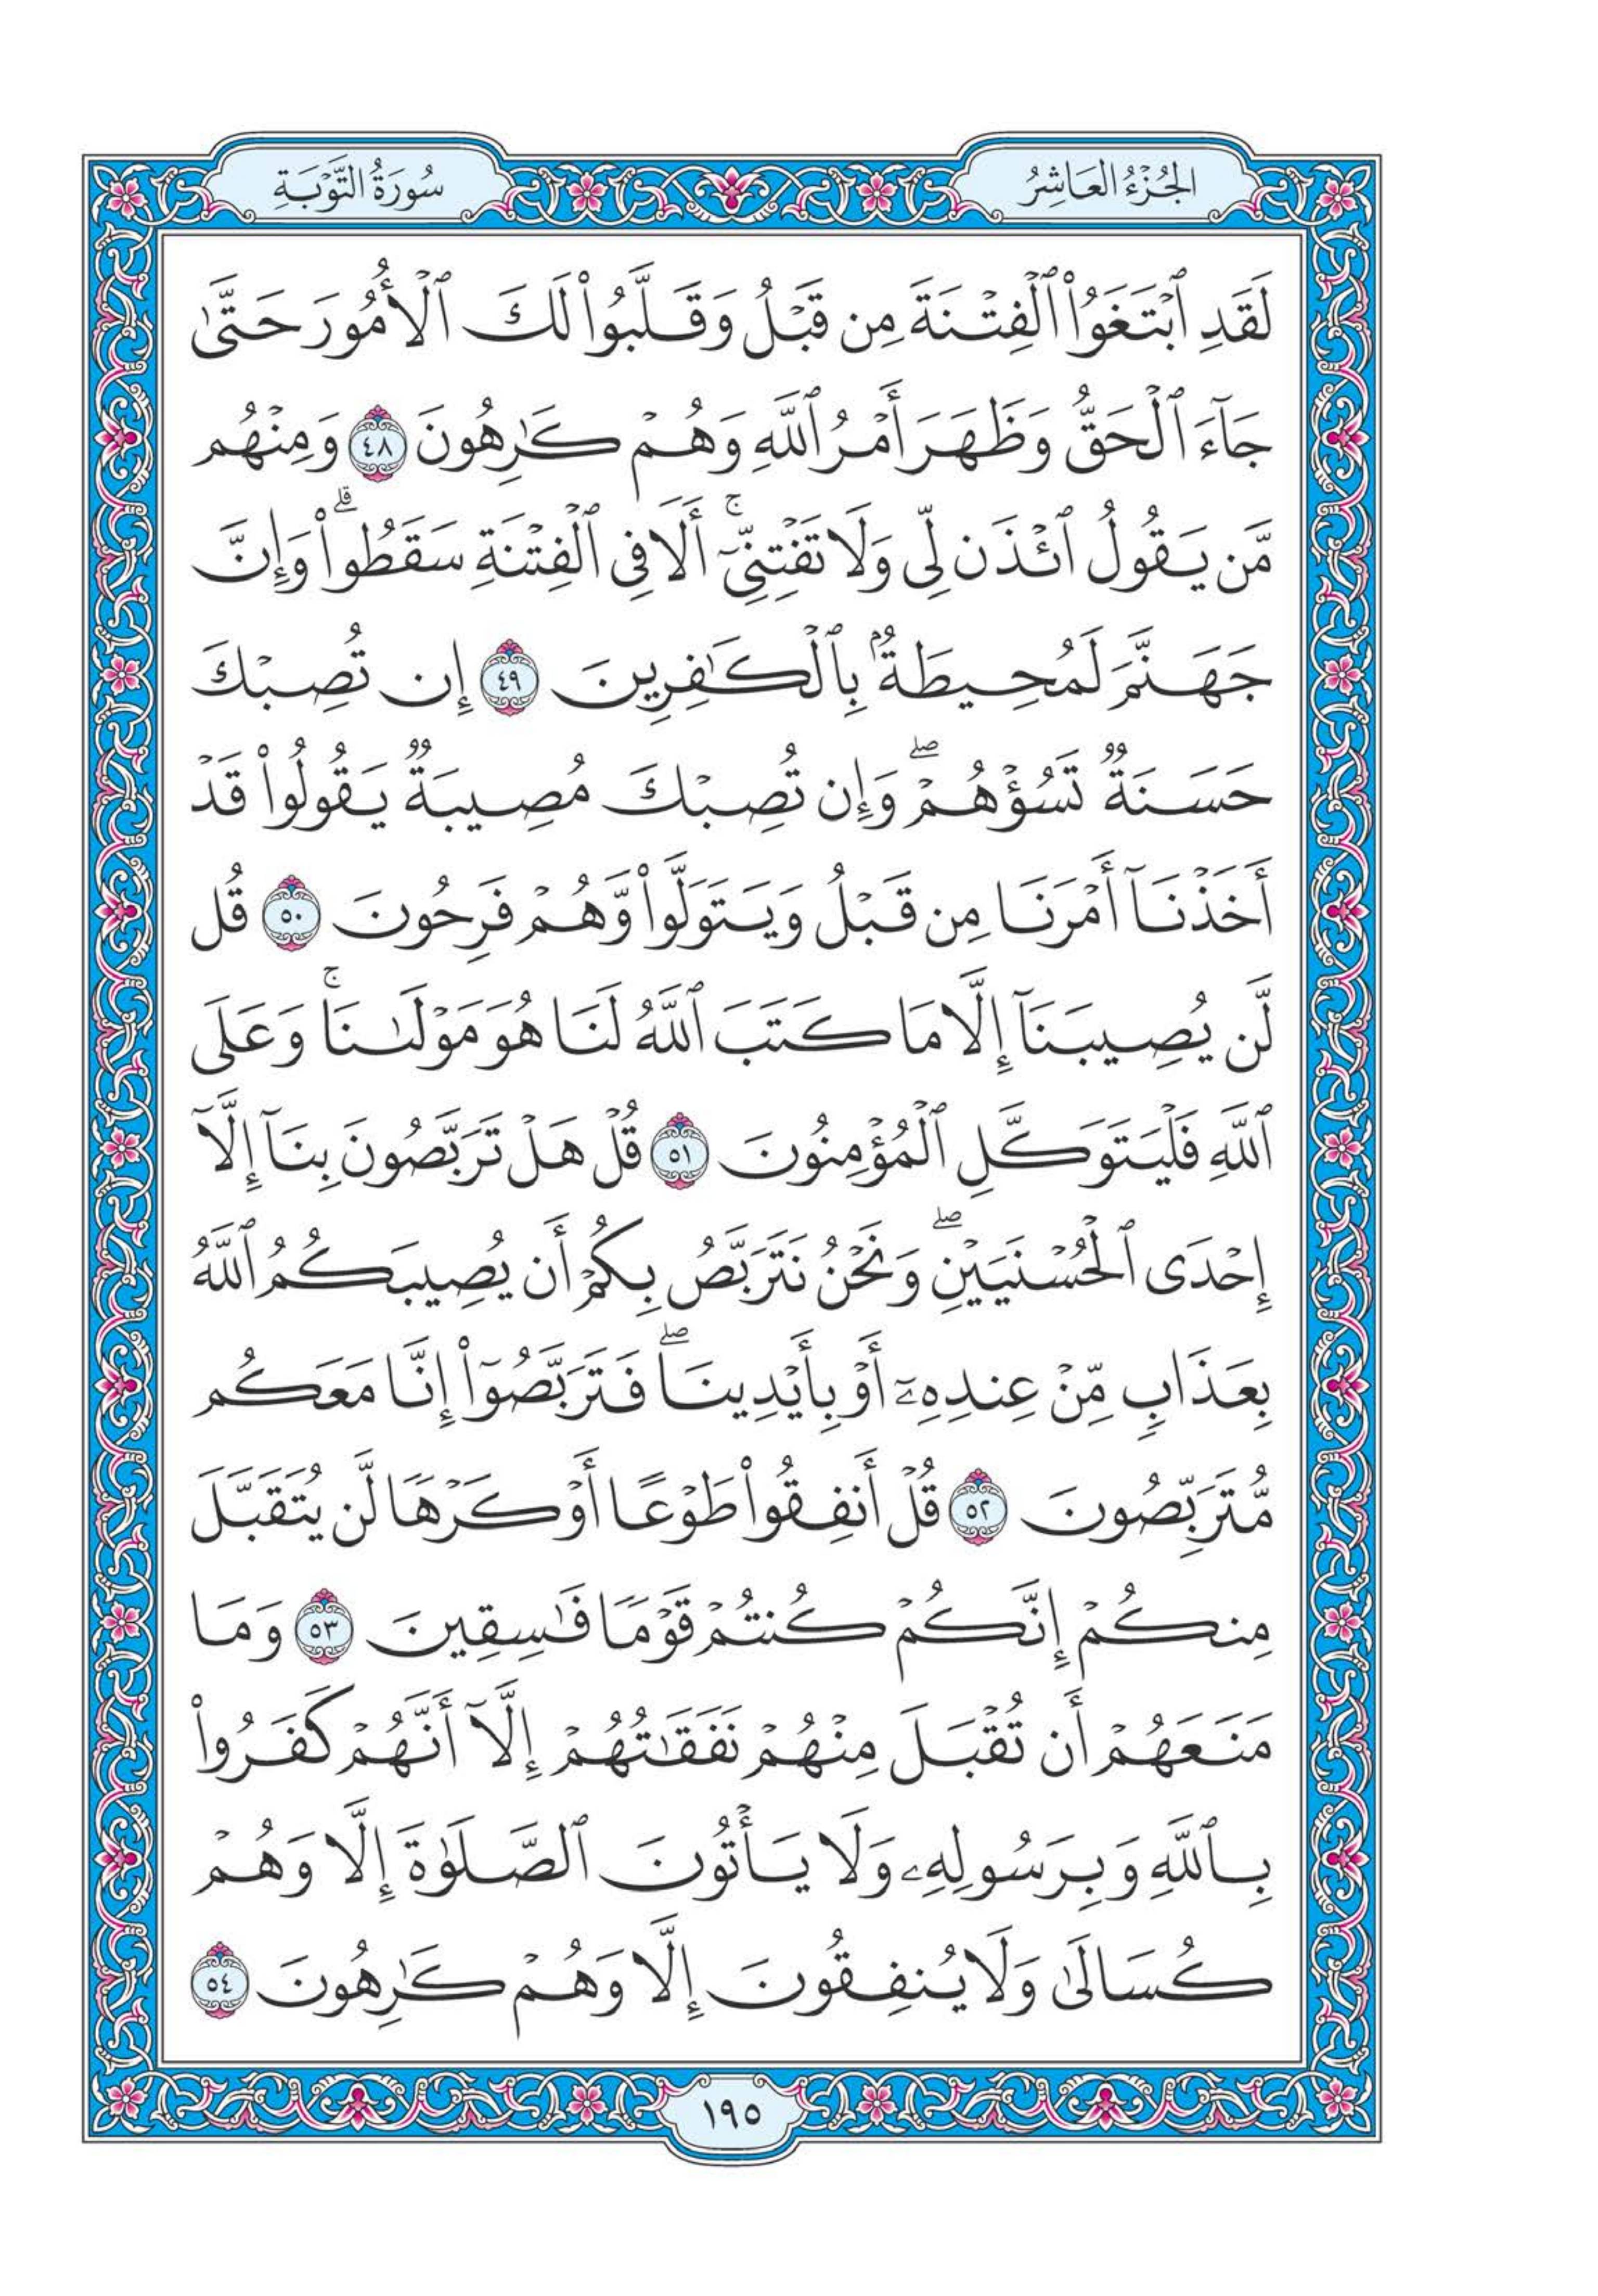 الجُزْءُ العَاشِرُ
سُورَةُ التَّوْبَةِ
لَقَدِ ٱبْتَغَوُا۟ ٱلْفِتْنَةَ مِن قَبْلُ وَقَلَّبُوا۟ لَكَ ٱلْأُمُورَ حَتَّىٰ
جَآءَ ٱلْحَقُّ وَظَهَرَ أَمْرُ ٱللَّهِ وَهُمْ كَٰرِهُونَ ٤٨ وَمِنْهُم
مَّن يَقُولُ ٱئْذَن لِّى وَلَا تَفْتِنِّىٓ ۚ أَلَا فِى ٱلْفِتْنَةِ سَقَطُوا۟ ۗ وَإِنَّ
جَهَنَّمَ لَمُحِيطَةٌۢ بِٱلْكَٰفِرِينَ ٤٩ إِن تُصِبْكَ
حَسَنَةٌ تَسُؤْهُمْ ۖ وَإِن تُصِبْكَ مُصِيبَةٌ يَقُولُوا۟ قَدْ
أَخَذْنَآ أَمْرَنَا مِن قَبْلُ وَيَتَوَلَّوا۟ وَّهُمْ فَرِحُونَ ٥٠ قُل
لَّن يُصِيبَنَآ إِلَّا مَا كَتَبَ ٱللَّهُ لَنَا هُوَ مَوْلَىٰنَا ۚ وَعَلَى
ٱللَّهِ فَلْيَتَوَكَّلِ ٱلْمُؤْمِنُونَ ٥١ قُلْ هَلْ تَرَبَّصُونَ بِنَآ إِلَّآ
إِحْدَى ٱلْحُسْنَيَيْنِ ۖ وَنَحْنُ نَتَرَبَّصُ بِكُمْ أَن يُصِيبَكُمُ ٱللَّهُ
بِعَذَابٍ مِّنْ عِندِهِۦٓ أَوْ بِأَيْدِينَا ۖ فَتَرَبَّصُوٓا۟ إِنَّا مَعَكُم
مُّتَرَبِّصُونَ ٥٢ قُلْ أَنفِقُوا۟ طَوْعًا أَوْ كَرْهًا لَّن يُتَقَبَّلَ
مِنكُمْ إِنَّكُمْ كُنتُمْ قَوْمًا فَٰسِقِينَ ٥٣ وَمَا
مَنَعَهُمْ أَن تُقْبَلَ مِنْهُمْ نَفَقَٰتُهُمْ إِلَّآ أَنَّهُمْ كَفَرُوا۟
بِٱللَّهِ وَبِرَسُولِهِۦ وَلَا يَأْتُونَ ٱلصَّلَوٰةَ إِلَّا وَهُمْ
كُسَالَىٰ وَلَا يُنفِقُونَ إِلَّا وَهُمْ كَٰرِهُونَ ٥٤
١٩٥